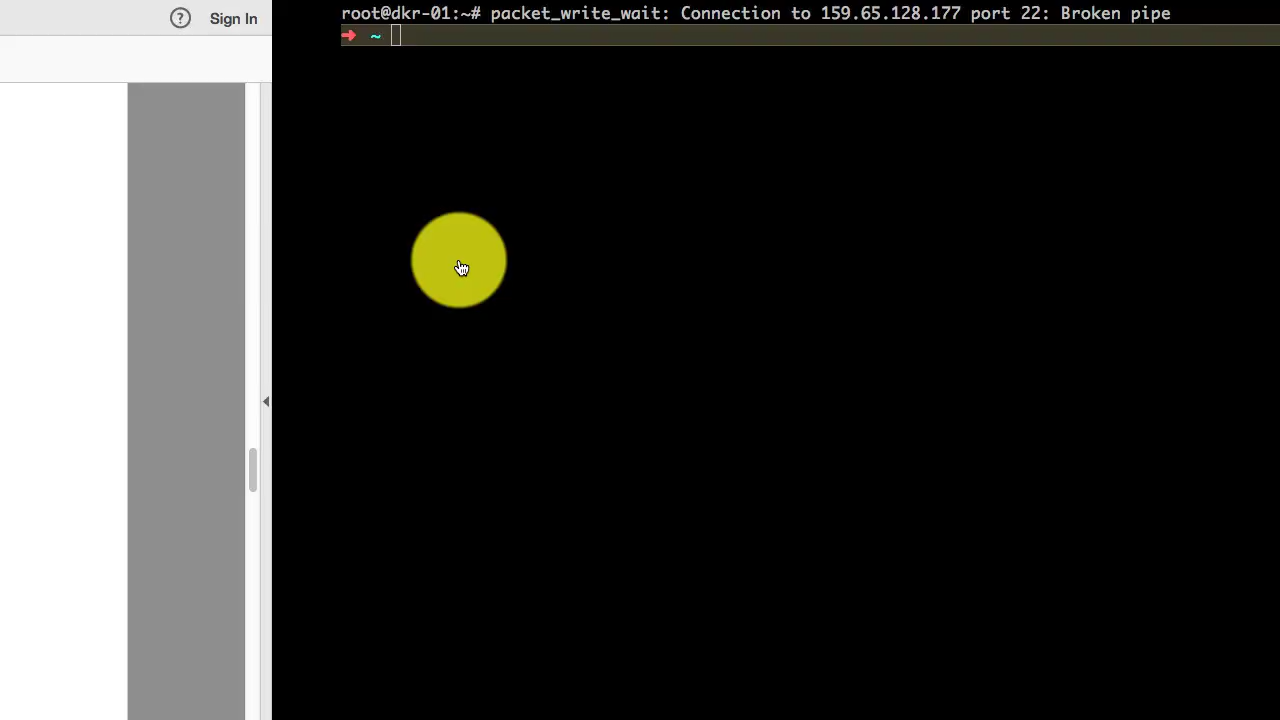 ? Sign In
root@dkr-01:~# packet_write_wait: Connection to 159.65.128.177 port 22: Broken pipe
➜ ~